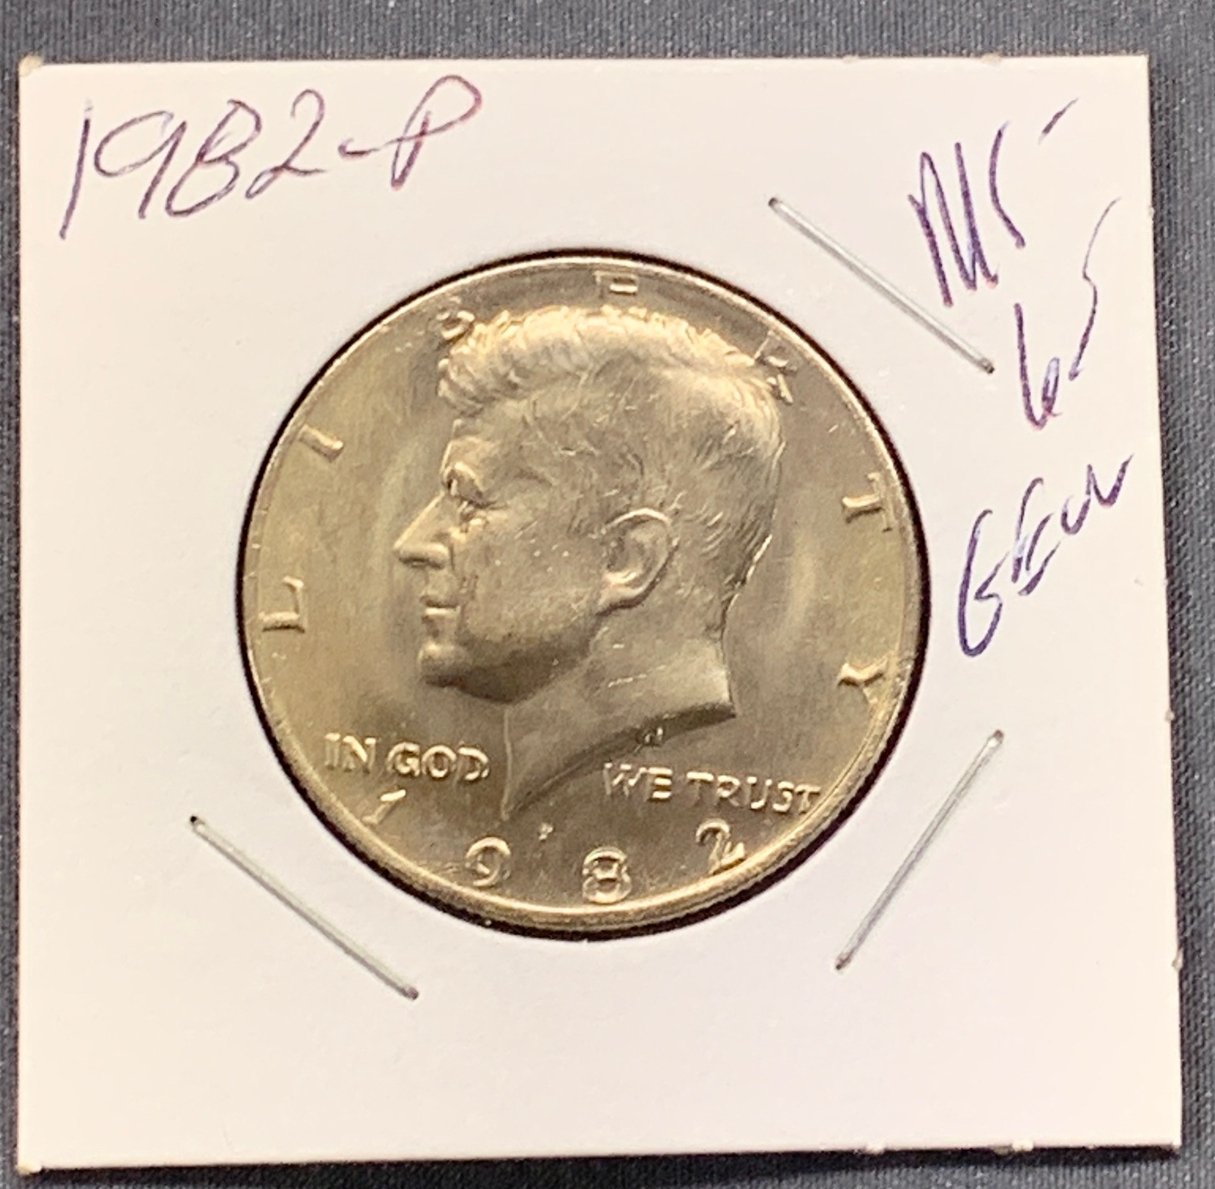 1982-P
MS-
65
GEM
LIBERTY
IN GOD WE TRUST
P
1982